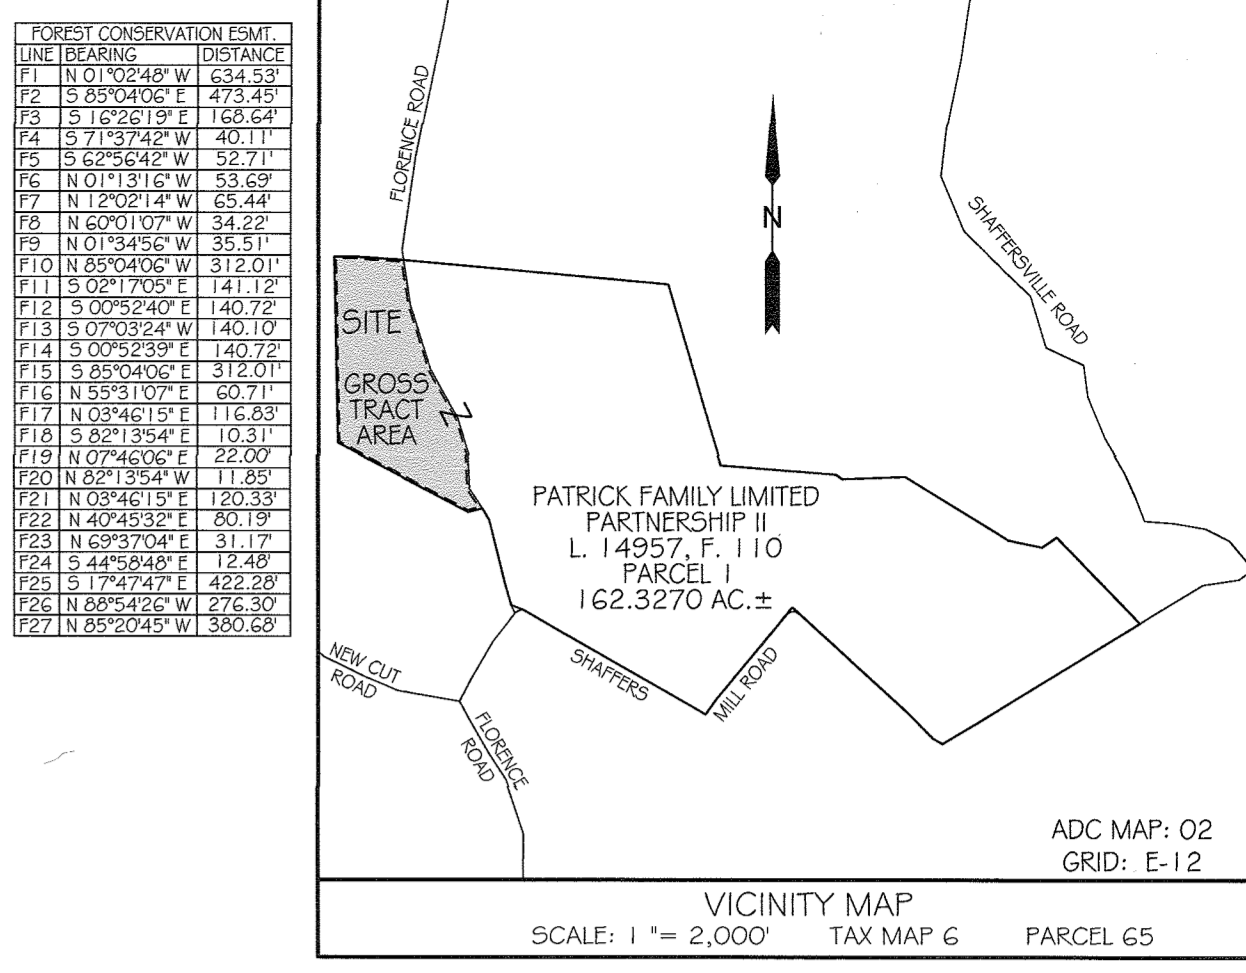 FOREST CONSERVATION ESMT.
LINE BEARING DISTANCE
F1 N 01°02'48" W 634.53'
F2 S 85°04'06" E 473.45'
F3 S 16°26'19" E 168.64'
F4 S 71°37'42" W 40.11'
F5 S 62°56'42" W 52.71'
F6 N 01°13'16" W 53.69'
F7 N 12°02'14" W 65.44'
F8 N 60°01'07" W 34.22'
F9 N 01°34'56" W 35.51'
F10 N 85°04'06" W 312.01'
F11 S 02°17'05" E 141.12'
F12 S 00°52'40" E 140.72'
F13 S 07°03'24" W 140.10'
F14 S 00°52'39" E 140.72'
F15 S 85°04'06" E 312.01'
F16 N 55°31'07" E 60.71'
F17 N 03°46'15" E 116.83'
F18 S 82°13'54" E 10.31'
F19 N 07°46'06" E 22.00'
F20 N 82°13'54" W 11.85'
F21 N 03°46'15" E 120.33'
F22 N 40°45'32" E 80.19'
F23 N 69°37'04" E 31.17'
F24 S 44°58'48" E 12.48'
F25 S 17°47'47" E 422.28'
F26 N 88°54'26" W 276.30'
F27 N 85°20'45" W 380.68'
FLORENCE ROAD
N
SHAFFERSVILLE ROAD
SITE
GROSS
TRACT
AREA
PATRICK FAMILY LIMITED
PARTNERSHIP II
L. 14957, F. 110
PARCEL 1
162.3270 AC.±
NEW CUT
ROAD
SHAFFERS
MILL ROAD
FLORENCE
ROAD
ADC MAP: 02
GRID: E-12
VICINITY MAP
SCALE: 1 "= 2,000' TAX MAP 6 PARCEL 65